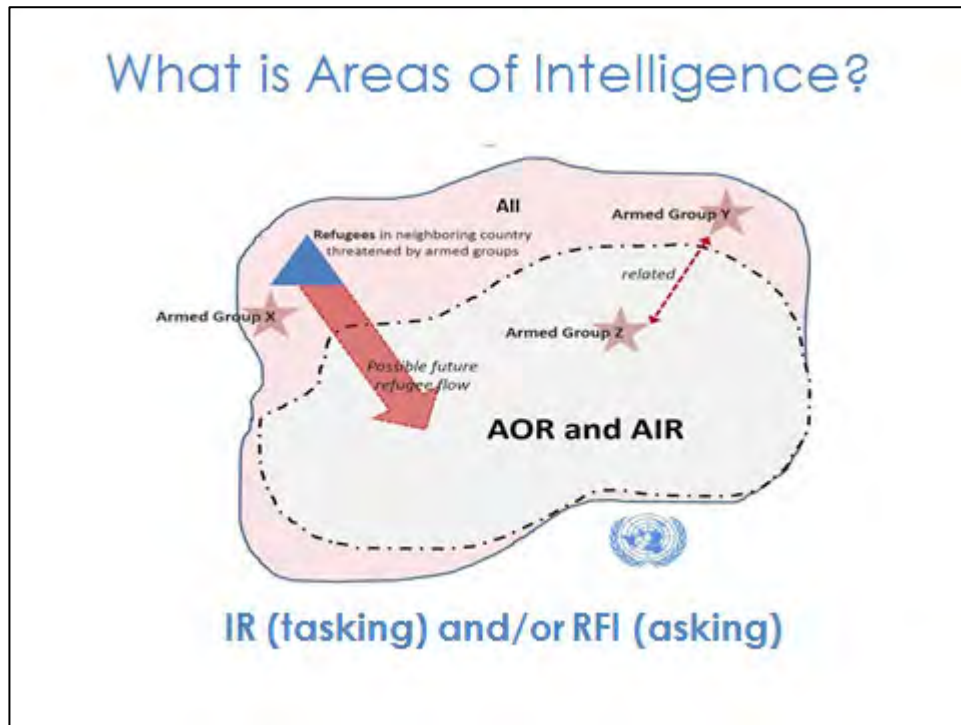 What is Areas of Intelligence?
AII
Refugees in neighboring country
threatened by armed groups
Armed Group Y
related
Armed Group X
Armed Group Z
Possible future
refugee flow
AOR and AIR
IR (tasking) and/or RFI (asking)